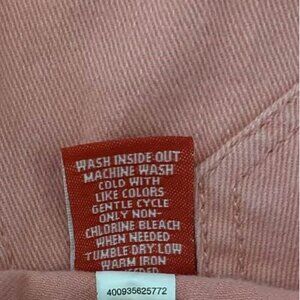 WASH INSIDE OUT
MACHINE WASH
COLD WITH
LIKE COLORS
GENTLE CYCLE
ONLY NON-
CHLORINE BLEACH
WHEN NEEDED
TUMBLE DRY LOW
WARM IRON
NEEDED
400935625772